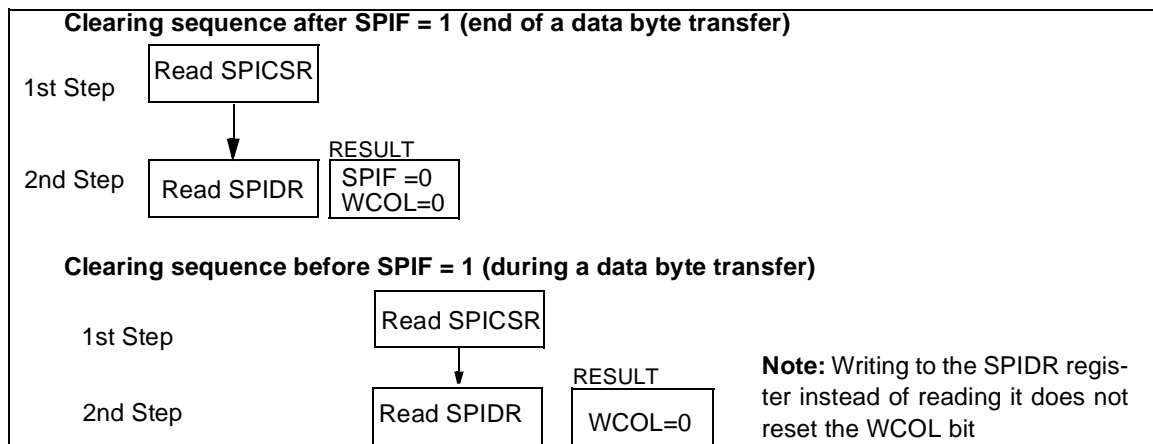 Clearing sequence after SPIF = 1 (end of a data byte transfer)
1st Step
Read SPICSR
2nd Step
Read SPIDR
RESULT
SPIF =0
WCOL=0
Clearing sequence before SPIF = 1 (during a data byte transfer)
1st Step
Read SPICSR
2nd Step
Read SPIDR
RESULT
WCOL=0
Note: Writing to the SPIDR regis-
ter instead of reading it does not
reset the WCOL bit